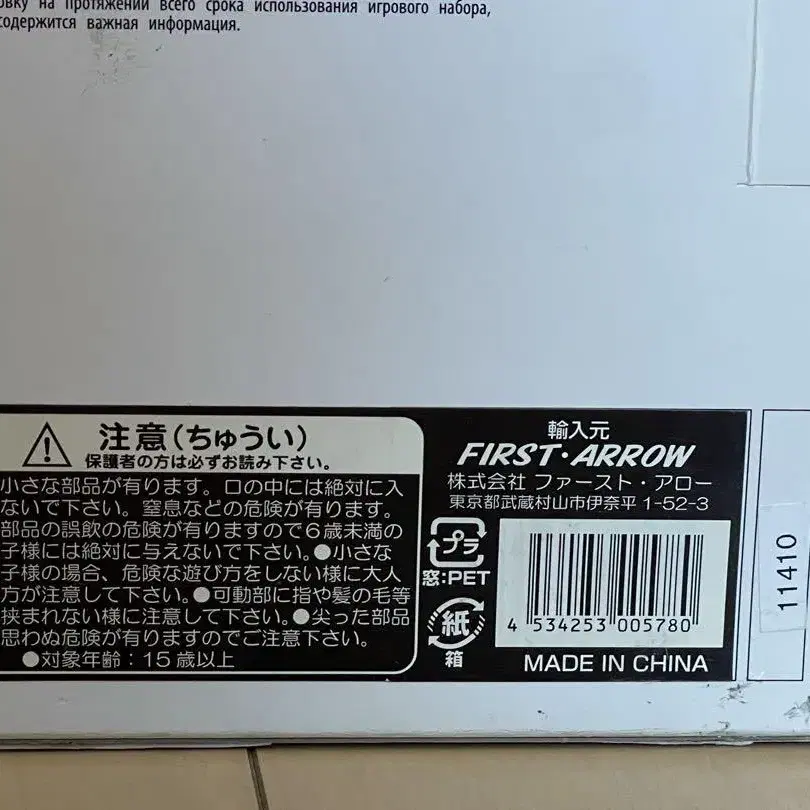 овку на протяжении всего срока использования игрового набора,
содержится важная информация.
注意(ちゅうい)
保護者の方は必ずお読み下さい。
小さな部品が有ります。口の中には絶対に入
ないで下さい。窒息などの危険が有ります。
部品の誤飲の危険が有りますので6歳未満の
子様には絶対に与えないで下さい。●小さな
子様の場合、危険な遊び方をしない様に大人
方が注意して下さい。●可動部に指や髪の毛等
挟まれない様に注意して下さい。●尖った部品
思わぬ危険が有りますのでご注意下さい。
●対象年齢:15歳以上
輸入元
FIRST・ARROW
株式会社 ファースト・アロー
東京都武蔵村山市伊奈平 1-52-3
プラ
窓:PET
紙
箱
4 534253 005780
MADE IN CHINA
11410